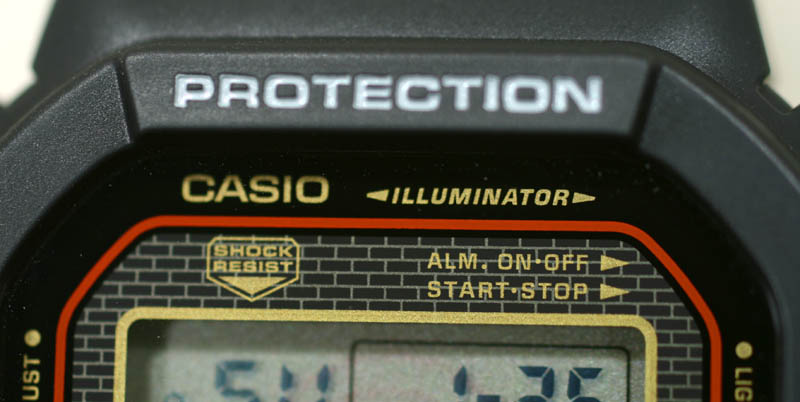 PROTECTION
CASIO ILLUMINATOR
SHOCK
RESIST
ALM. ON·OFF
START·STOP